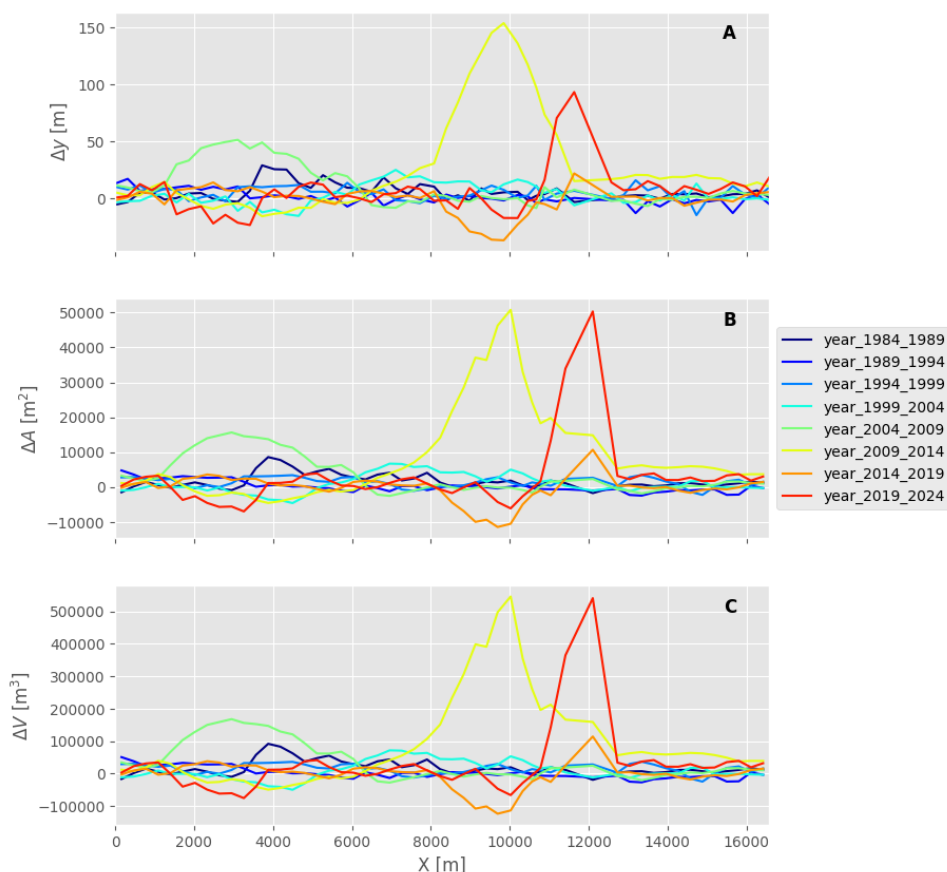 A
150
100
50
0
Δy [m]
B
50000
40000
30000
20000
10000
0
−10000
ΔA [m²]
year_1984_1989
year_1989_1994
year_1994_1999
year_1999_2004
year_2004_2009
year_2009_2014
year_2014_2019
year_2019_2024
C
500000
400000
300000
200000
100000
0
−100000
ΔV [m³]
0 2000 4000 6000 8000 10000 12000 14000 16000
X [m]